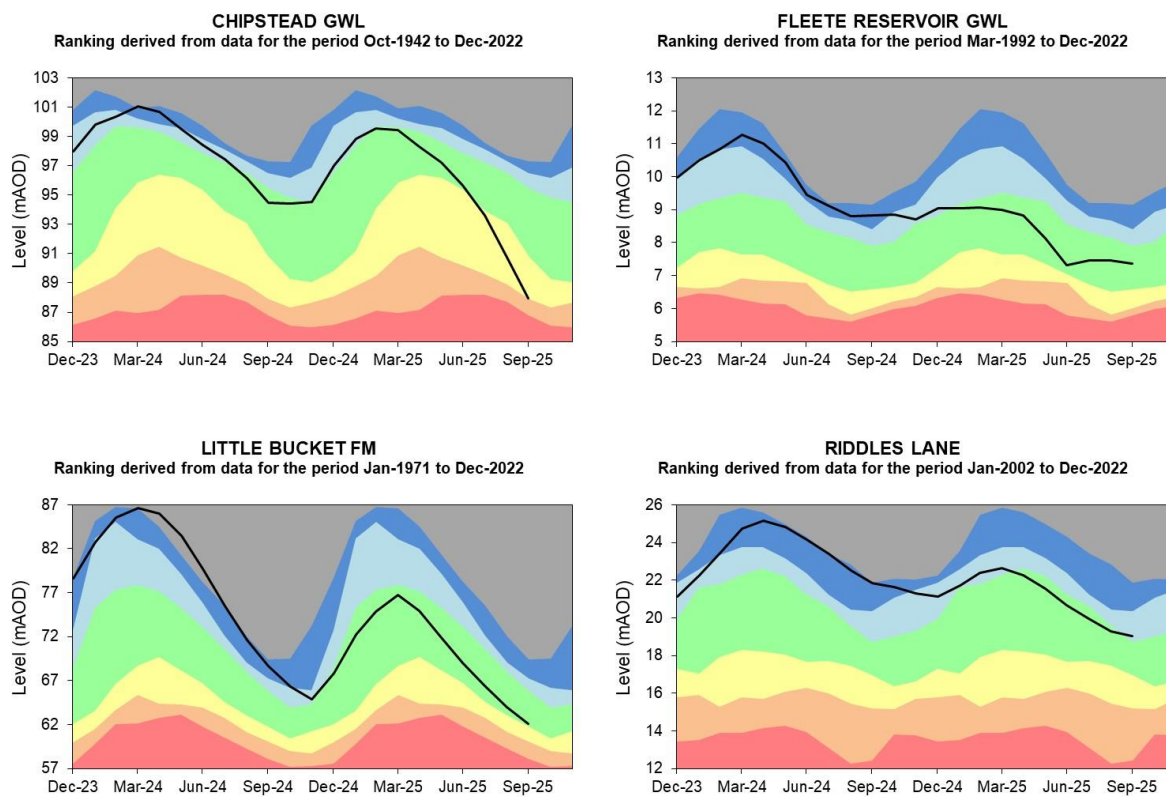 CHIPSTEAD GWL
Ranking derived from data for the period Oct-1942 to Dec-2022
103
101
99
97
95
93
91
89
87
85
Level (mAOD)
Dec-23 Mar-24 Jun-24 Sep-24 Dec-24 Mar-25 Jun-25 Sep-25
FLEETE RESERVOIR GWL
Ranking derived from data for the period Mar-1992 to Dec-2022
13
12
11
10
9
8
7
6
5
Level (mAOD)
Dec-23 Mar-24 Jun-24 Sep-24 Dec-24 Mar-25 Jun-25 Sep-25
LITTLE BUCKET FM
Ranking derived from data for the period Jan-1971 to Dec-2022
87
82
77
72
67
62
57
Level (mAOD)
Dec-23 Mar-24 Jun-24 Sep-24 Dec-24 Mar-25 Jun-25 Sep-25
RIDDLES LANE
Ranking derived from data for the period Jan-2002 to Dec-2022
26
24
22
20
18
16
14
12
Level (mAOD)
Dec-23 Mar-24 Jun-24 Sep-24 Dec-24 Mar-25 Jun-25 Sep-25